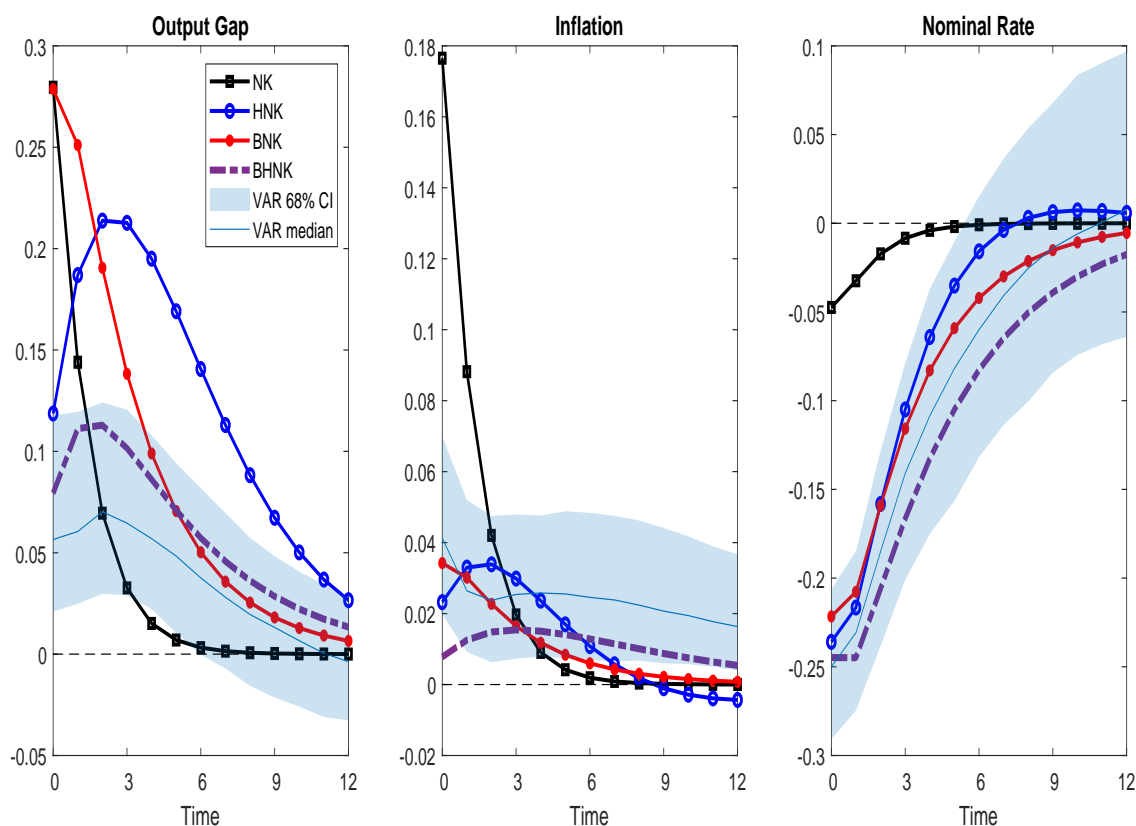 Output Gap
0.3
0.25
0.2
0.15
0.1
0.05
0
-0.05
0 3 6 9 12
Time
NK
HNK
BNK
BHNK
VAR 68% CI
VAR median
Inflation
0.18
0.16
0.14
0.12
0.1
0.08
0.06
0.04
0.02
0
-0.02
0 3 6 9 12
Time
Nominal Rate
0.1
0.05
0
-0.05
-0.1
-0.15
-0.2
-0.25
-0.3
0 3 6 9 12
Time